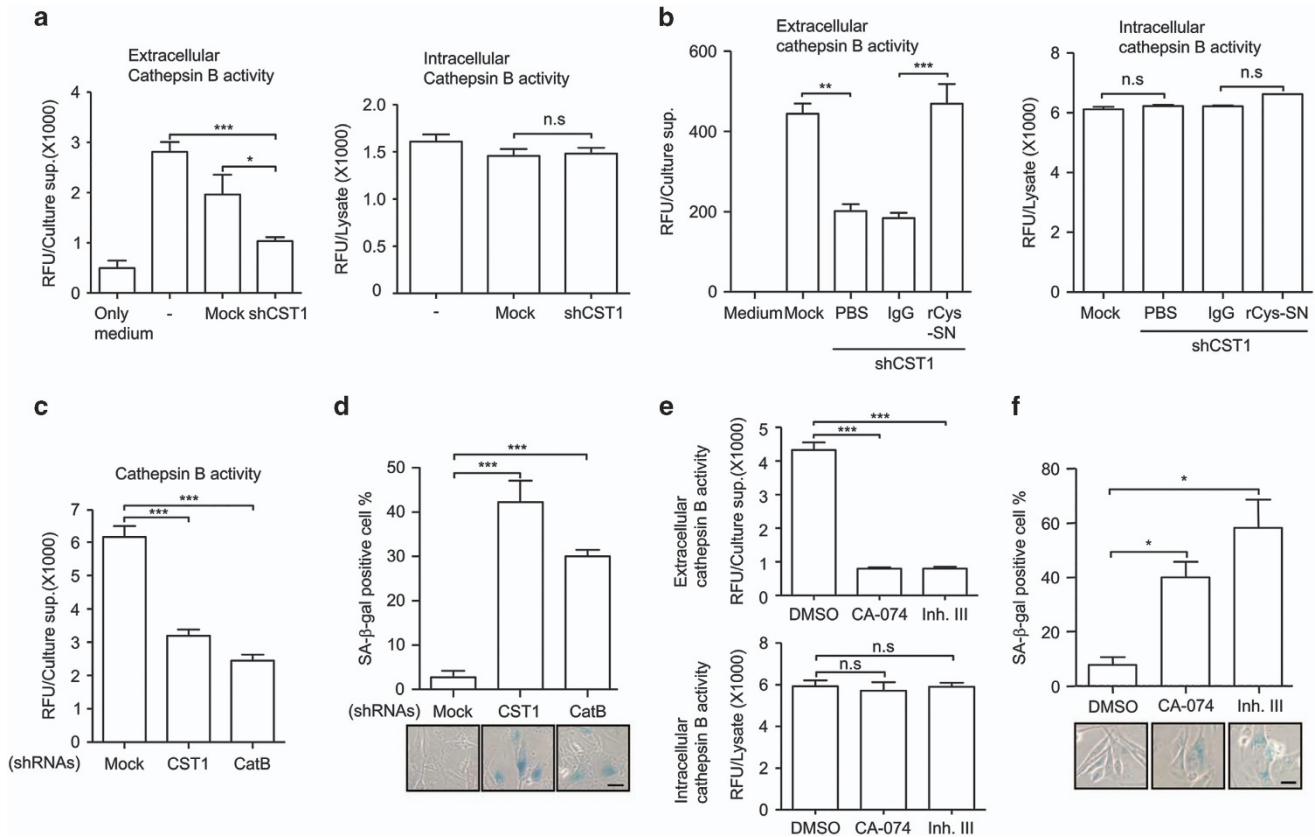 a
Extracellular
Cathepsin B activity
RFU/Culture sup.(X1000)
4
3
2
1
0
***
*
Only
medium
-
Mock
shCST1
Intracellular
Cathepsin B activity
RFU/Lysate (X1000)
2.0
1.5
1.0
0.5
0
n.s
-
Mock
shCST1
b
Extracellular
cathepsin B activity
RFU/Culture sup.
600
400
200
0
**
***
Medium
Mock
PBS
IgG
rCys
-SN
shCST1
Intracellular
cathepsin B activity
RFU/Lysate (X1000)
8
6
4
2
0
n.s
n.s
Mock
PBS
IgG
rCys-SN
shCST1
c
Cathepsin B activity
RFU/Culture sup.(X1000)
7
6
5
4
3
2
1
0
***
***
(shRNAs)
Mock
CST1
CatB
d
SA-β-gal positive cell %
50
40
30
20
10
0
***
***
(shRNAs)
Mock
CST1
CatB
e
Extracellular
cathepsin B activity
RFU/Culture sup.(X1000)
5
4
3
2
1
0
***
***
DMSO
CA-074
Inh. III
Intracellular
cathepsin B activity
RFU/Lysate (X1000)
8
6
4
2
0
n.s
n.s
DMSO
CA-074
Inh. III
f
SA-β-gal positive cell %
80
60
40
20
0
*
*
DMSO
CA-074
Inh. III